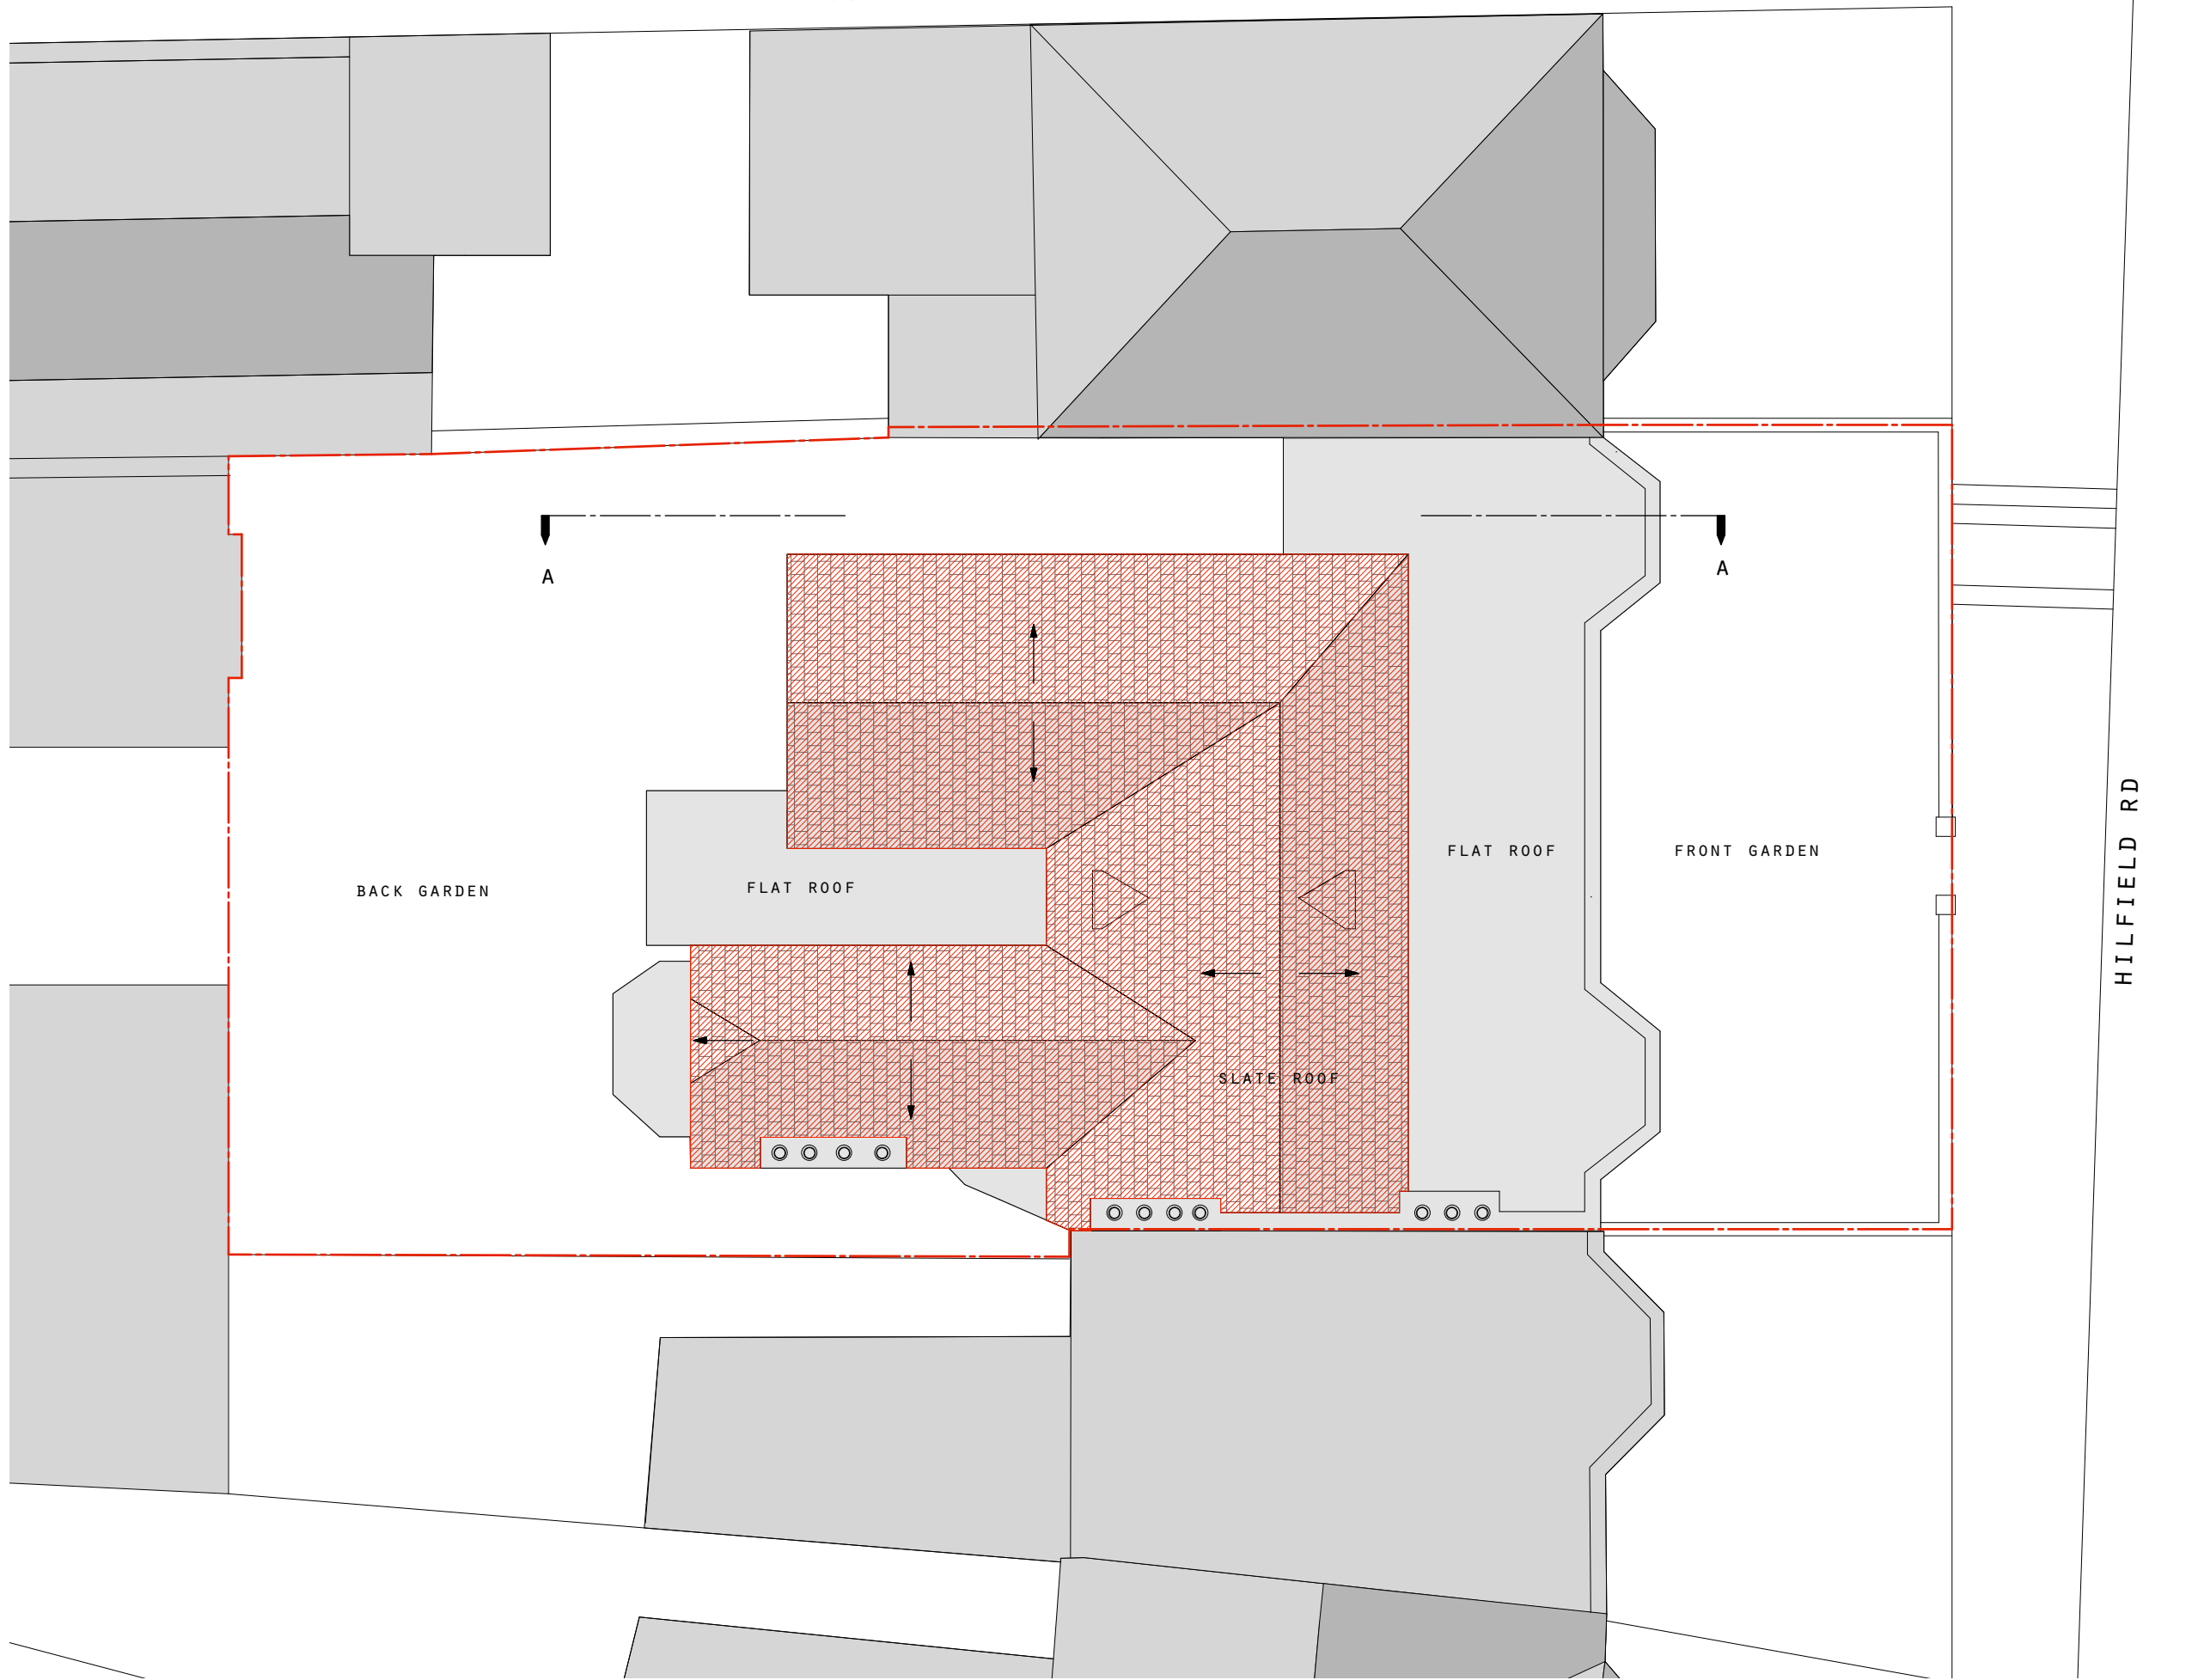 A
A
FLAT ROOF
FRONT GARDEN
BACK GARDEN
FLAT ROOF
HILFIELD RD
SLATE ROOF